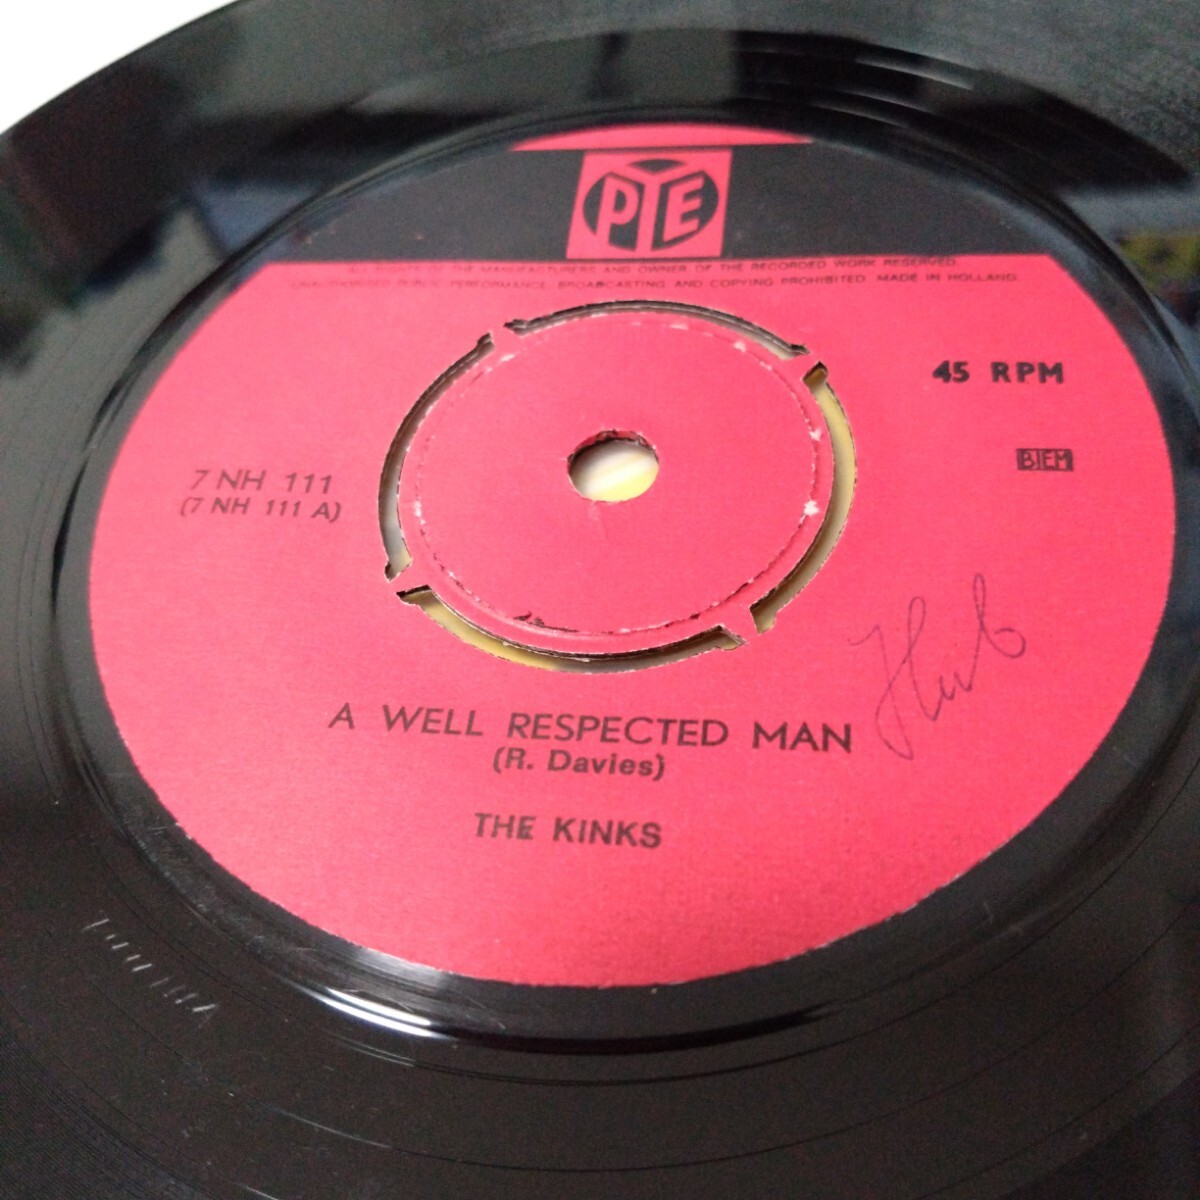 PYE
ALL RIGHTS OF THE MANUFACTURERS AND OWNER OF THE RECORDED WORK RESERVED.
UNAUTHORISED PUBLIC PERFORMANCE, BROADCASTING AND COPYING PROHIBITED. MADE IN HOLLAND.
45 RPM
BIEM
7 NH 111
(7 NH 111 A)
A WELL RESPECTED MAN
(R. Davies)
THE KINKS